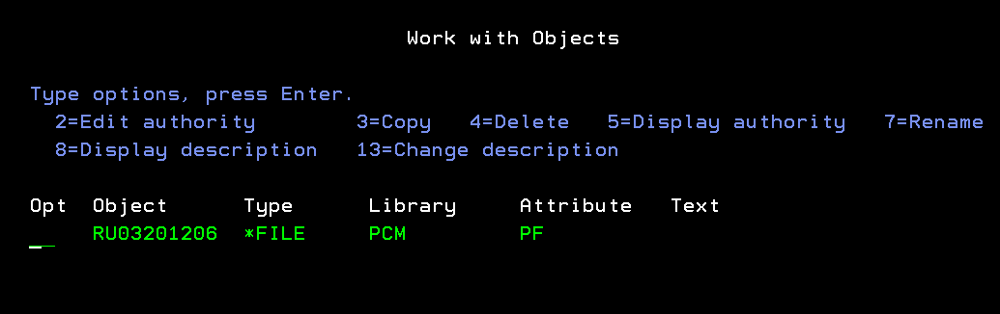 Work with Objects
Type options, press Enter.
2=Edit authority 3=Copy 4=Delete 5=Display authority 7=Rename
8=Display description 13=Change description
Opt Object Type Library Attribute Text
RU03201206 *FILE PCM PF